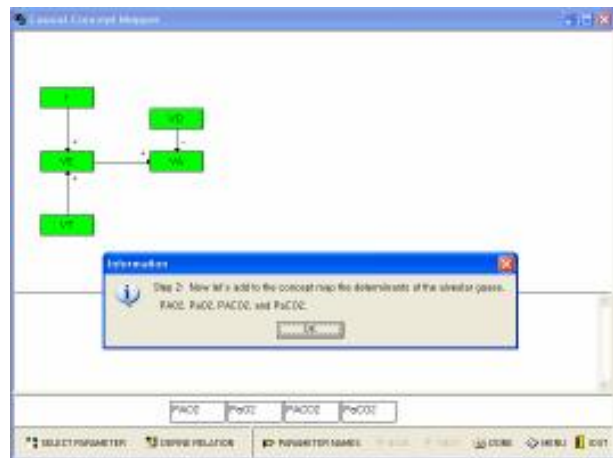 Causal Concept Mapper
f
VD
VE
VA
VT
+
-
+
+
Information
Step 2: Now let's add to the concept map the determinants of the alveolar gases,
PAO2, PaO2, PACO2, and PaCO2.
OK
PAO2 PaO2 PACO2 PaCO2
SELECT PARAMETER DEFINE RELATION PARAMETER NAMES DONE MENU EXIT